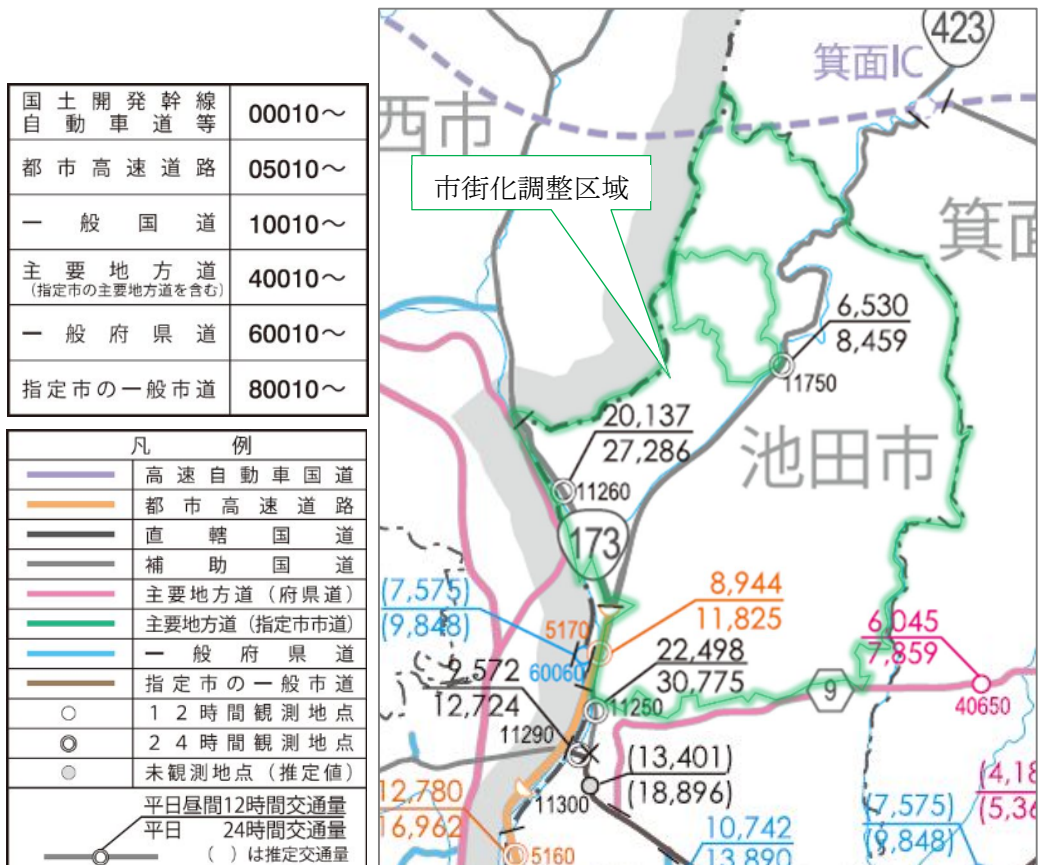 国土開発幹線
自動車道等
00010～
都市高速道路
05010～
一般国道
10010～
主要地方道
(指定市の主要地方道を含む)
40010～
一般府県道
60010～
指定市の一般市道
80010～
凡例
高速自動車国道
都市高速道路
直轄国道
補助国道
主要地方道（府県道）
主要地方道（指定市市道）
一般府県道
指定市の一般市道
12時間観測地点
24時間観測地点
未観測地点（推定値）
平日昼間12時間交通量
平日 24時間交通量
（ ）は推定交通量
423
箕面IC
西市
市街化調整区域
箕面
6,530
8,459
11750
20,137
27,286
11260
池田市
173
(7,575)
(9,848)
5170
60060
8,944
11,825
6,045
7,859
9
40650
22,498
30,775
11250
9,572
12,724
11290
(13,401)
(18,896)
11300
12,780
16,962
5160
10,742
13,890
(7,575)
(9,848)
(4,18
(5,36